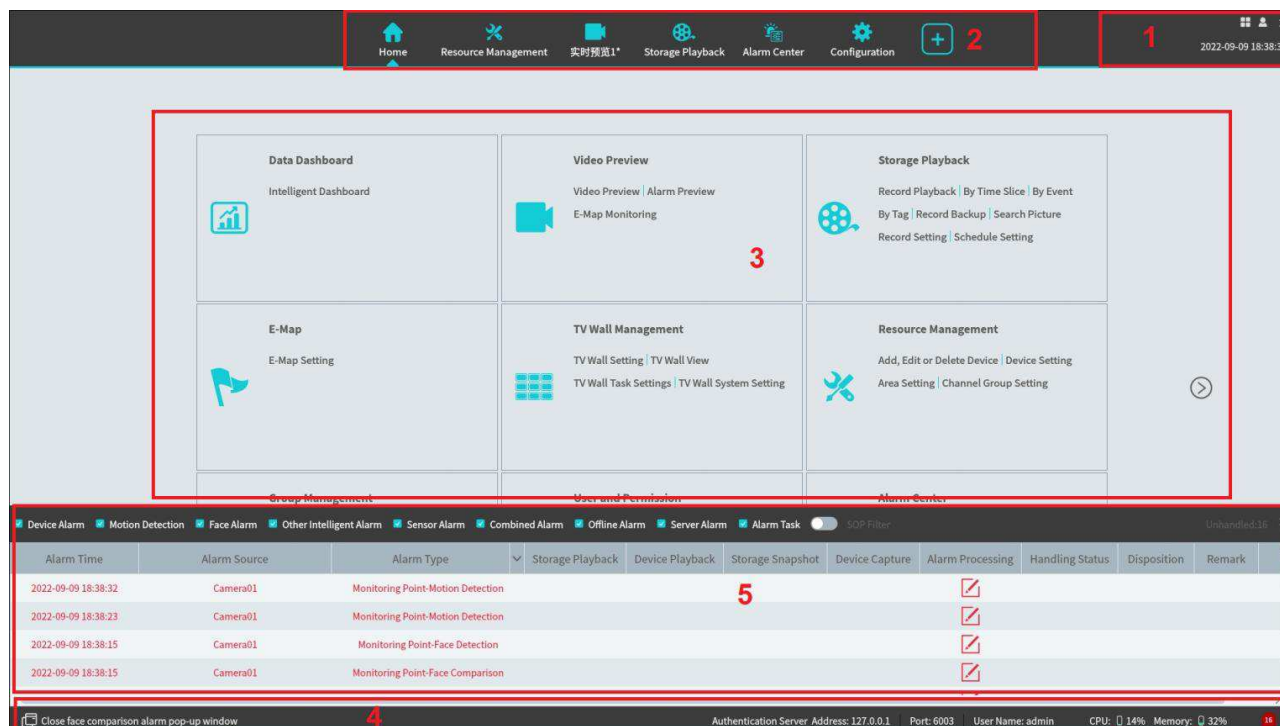 1
2022-09-09 18:38:3
Home Resource Management 实时预览1* Storage Playback Alarm Center Configuration + 2
Data Dashboard
Intelligent Dashboard
Video Preview
Video Preview | Alarm Preview
E-Map Monitoring
Storage Playback
Record Playback | By Time Slice | By Event
By Tag | Record Backup | Search Picture
Record Setting | Schedule Setting
3
E-Map
E-Map Setting
TV Wall Management
TV Wall Setting | TV Wall View
TV Wall Task Settings | TV Wall System Setting
Resource Management
Add, Edit or Delete Device | Device Setting
Area Setting | Channel Group Setting
Group Management User and Permission Alarm Center
Device Alarm Motion Detection Face Alarm Other Intelligent Alarm Sensor Alarm Combined Alarm Offline Alarm Server Alarm Alarm Task SOP Filter Unhandled:16
Alarm Time Alarm Source Alarm Type Storage Playback Device Playback Storage Snapshot Device Capture Alarm Processing Handling Status Disposition Remark
2022-09-09 18:38:32 Camera01 Monitoring Point-Motion Detection
5
2022-09-09 18:38:23 Camera01 Monitoring Point-Motion Detection
2022-09-09 18:38:15 Camera01 Monitoring Point-Face Detection
2022-09-09 18:38:15 Camera01 Monitoring Point-Face Comparison
Close face comparison alarm pop-up window 4 Authentication Server Address: 127.0.0.1 Port: 6003 User Name: admin CPU: 14% Memory: 32% 16